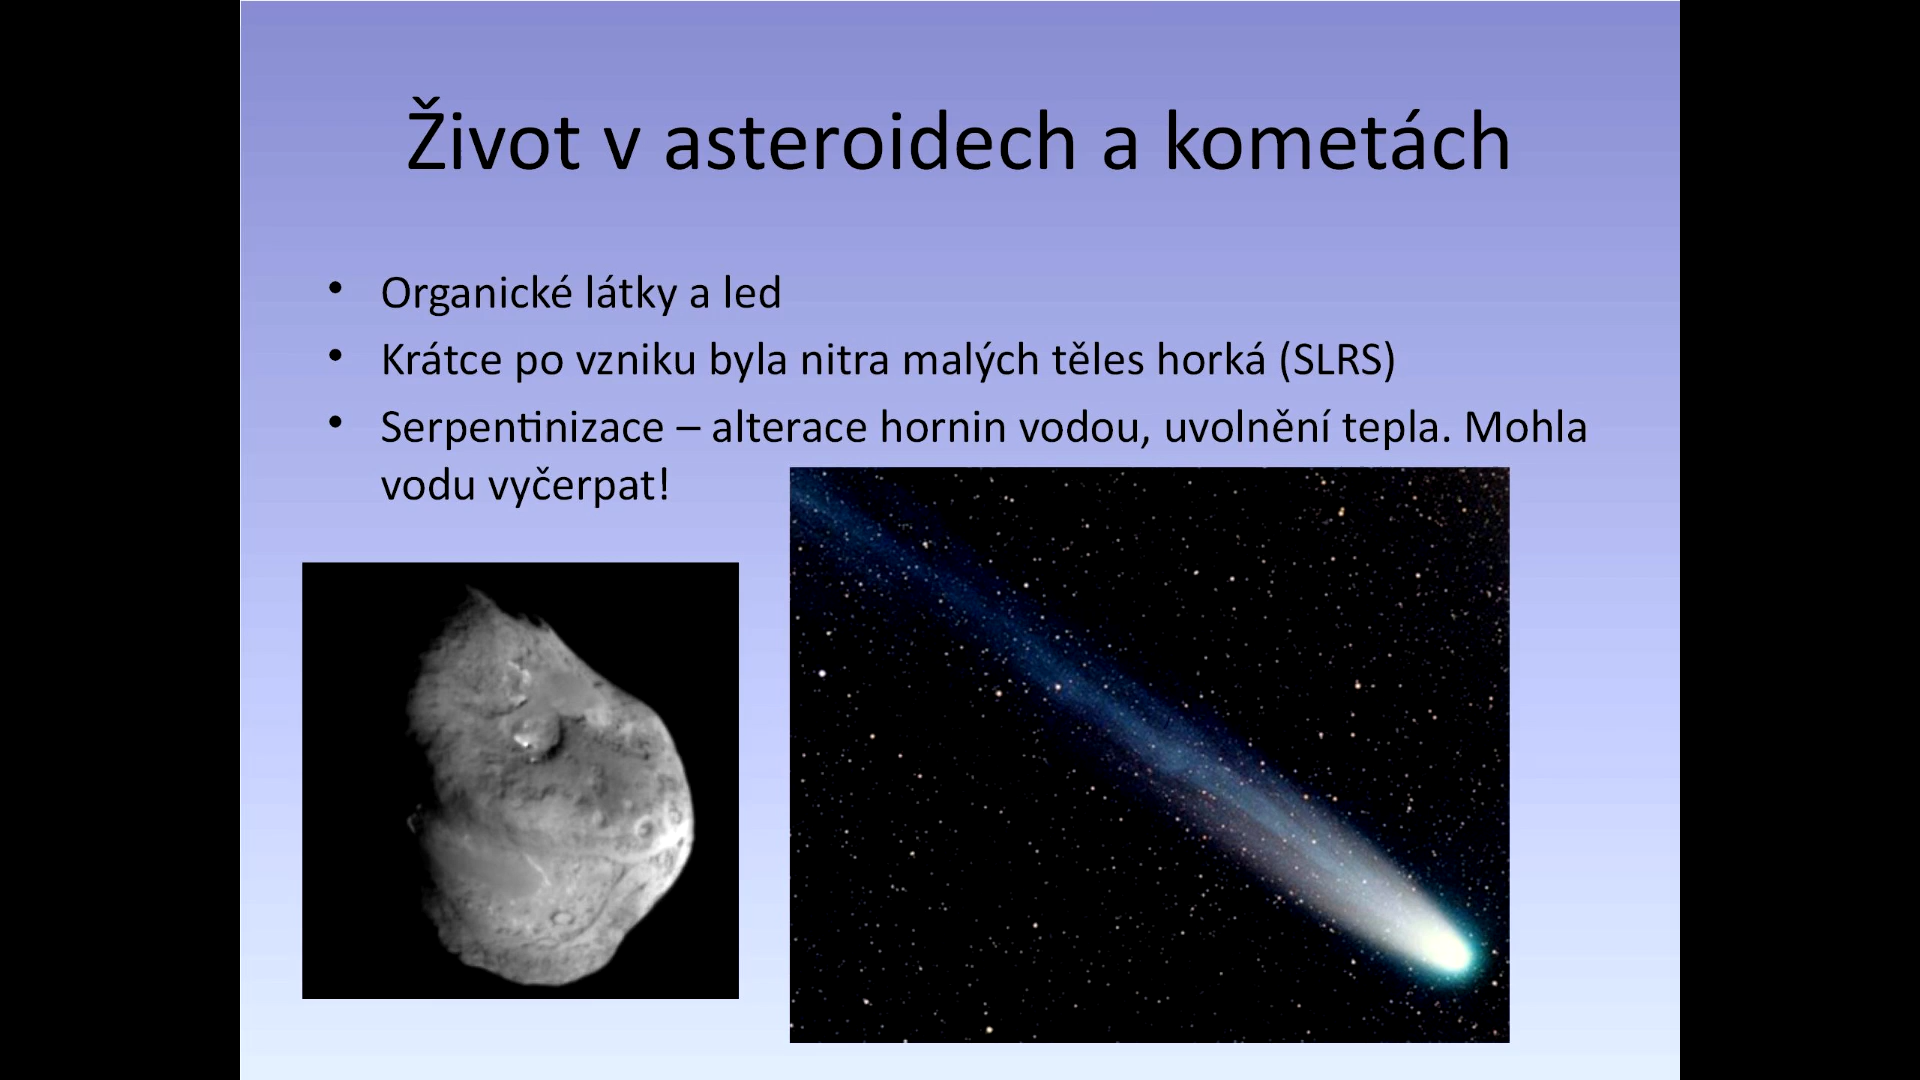 Život v asteroidech a kometách
• Organické látky a led
• Krátce po vzniku byla nitra malých těles horká (SLRS)
• Serpentinizace – alterace hornin vodou, uvolnění tepla. Mohla
vodu vyčerpat!